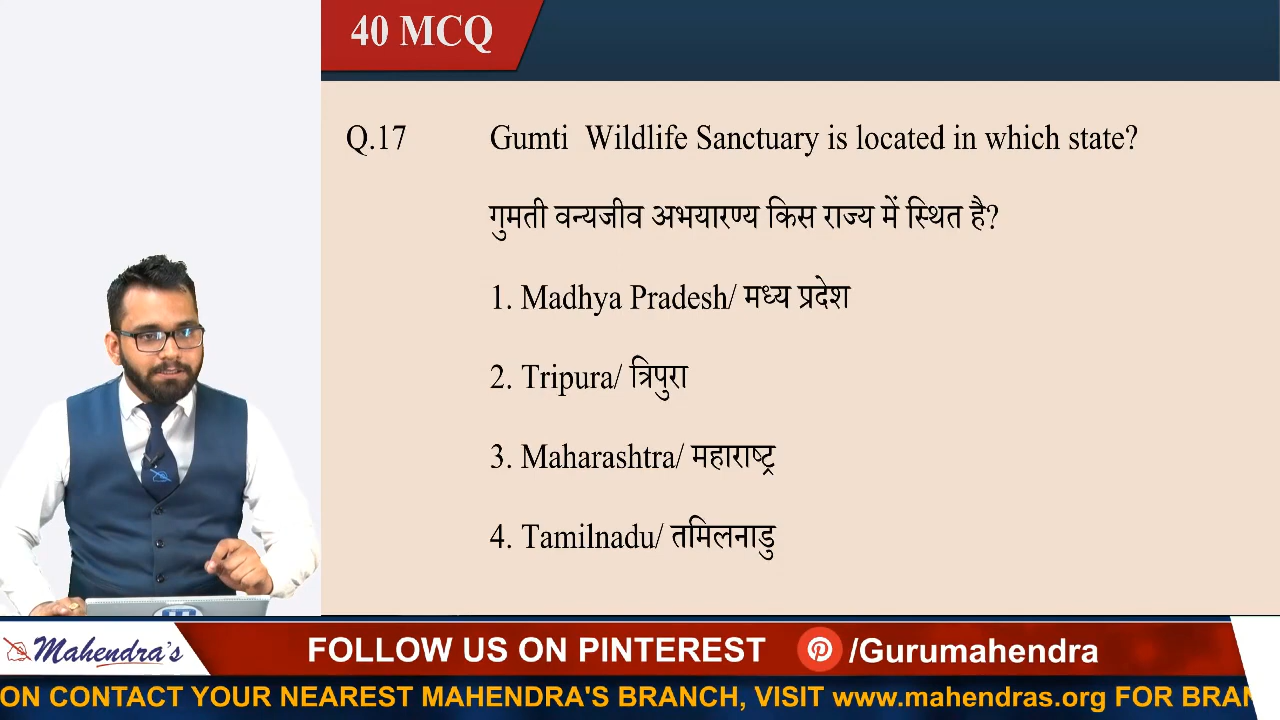 40 MCQ
Q.17 Gumti Wildlife Sanctuary is located in which state?
गुमती वन्यजीव अभयारण्य किस राज्य में स्थित है?
1. Madhya Pradesh/ मध्य प्रदेश
2. Tripura/ त्रिपुरा
3. Maharashtra/ महाराष्ट्र
4. Tamilnadu/ तमिलनाडु
Mahendra's FOLLOW US ON PINTEREST /Gurumahendra
ON CONTACT YOUR NEAREST MAHENDRA'S BRANCH, VISIT www.mahendras.org FOR BRAN